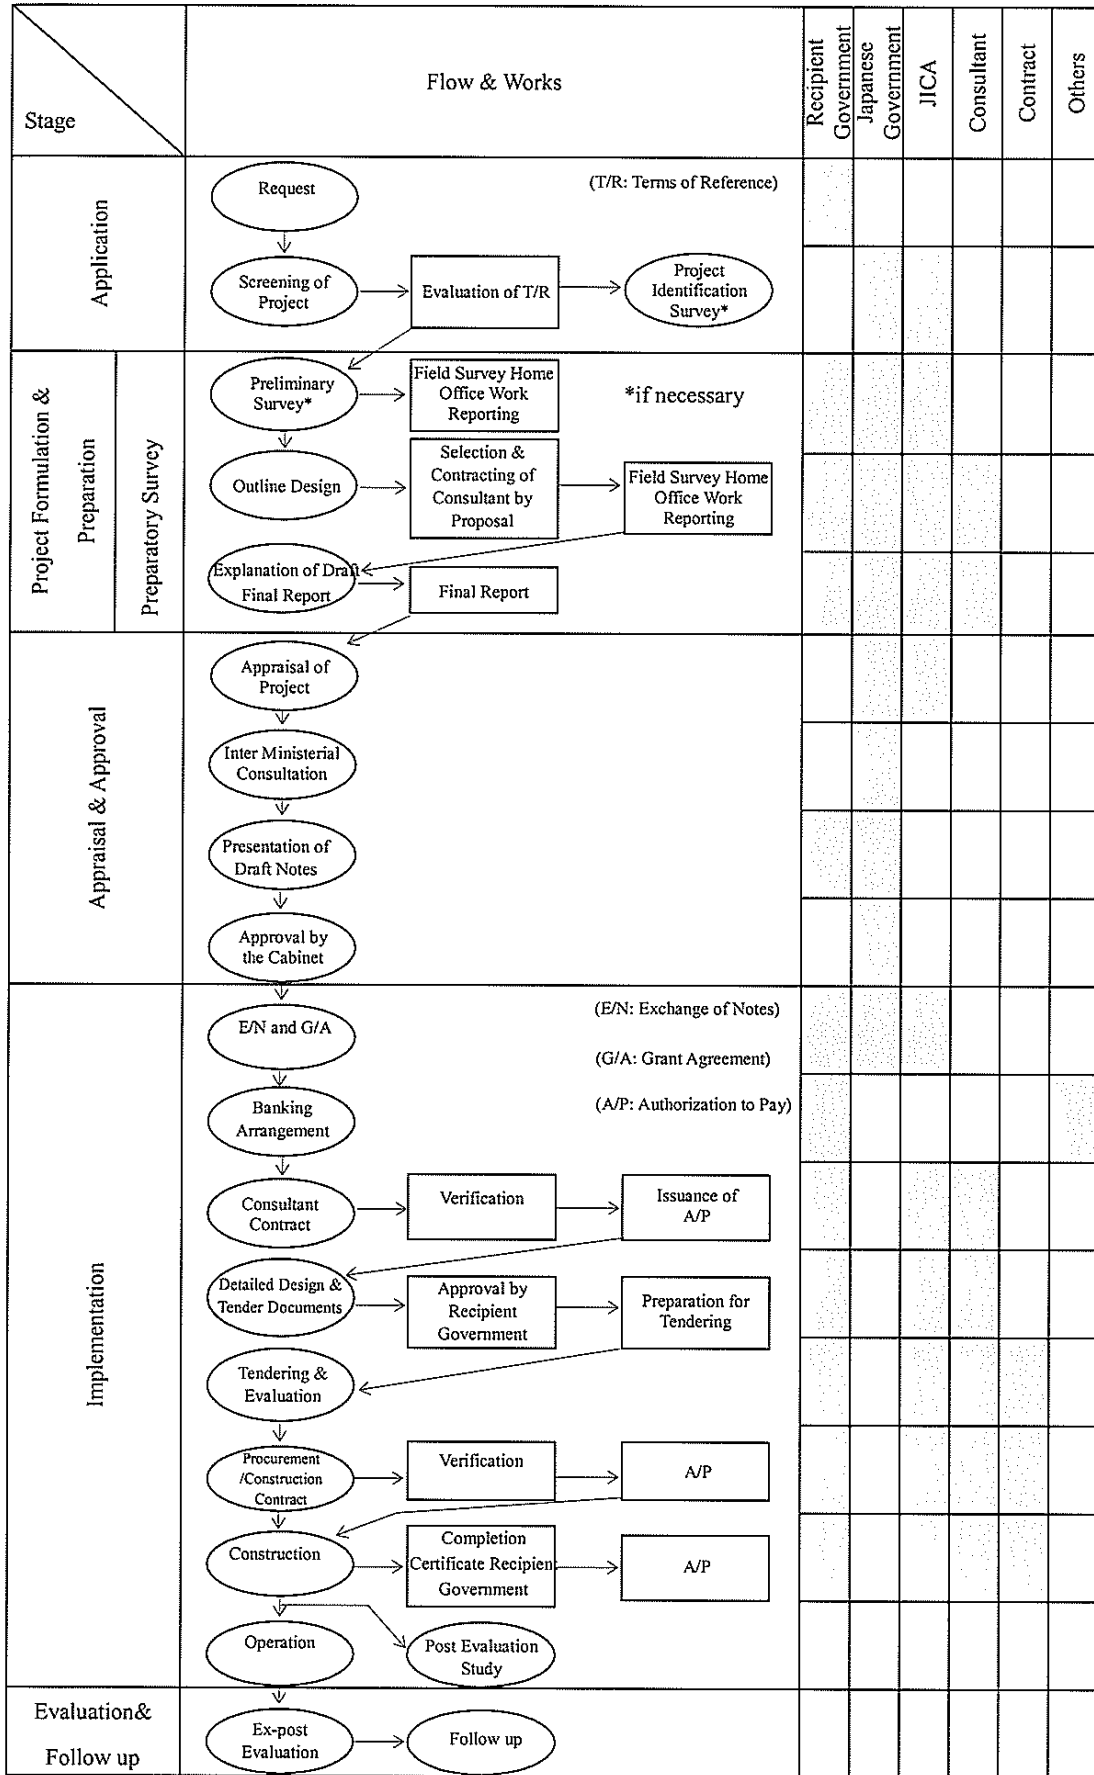 Stage
Flow & Works
Recipient
Government
Japanese
Government
JICA
Consultant
Contract
Others
Application
Request
(T/R: Terms of Reference)
Screening of
Project
Evaluation of T/R
Project
Identification
Survey*
Project Formulation &
Preparation
Preparatory Survey
Preliminary
Survey*
Field Survey Home
Office Work
Reporting
*if necessary
Outline Design
Selection &
Contracting of
Consultant by
Proposal
Field Survey Home
Office Work
Reporting
Explanation of Draft
Final Report
Final Report
Appraisal & Approval
Appraisal of
Project
Inter Ministerial
Consultation
Presentation of
Draft Notes
Approval by
the Cabinet
Implementation
E/N and G/A
(E/N: Exchange of Notes)
(G/A: Grant Agreement)
(A/P: Authorization to Pay)
Banking
Arrangement
Consultant
Contract
Verification
Issuance of
A/P
Detailed Design &
Tender Documents
Approval by
Recipient
Government
Preparation for
Tendering
Tendering &
Evaluation
Procurement
/Construction
Contract
Verification
A/P
Construction
Completion
Certificate Recipient
Government
A/P
Operation
Post Evaluation
Study
Evaluation&
Follow up
Ex-post
Evaluation
Follow up